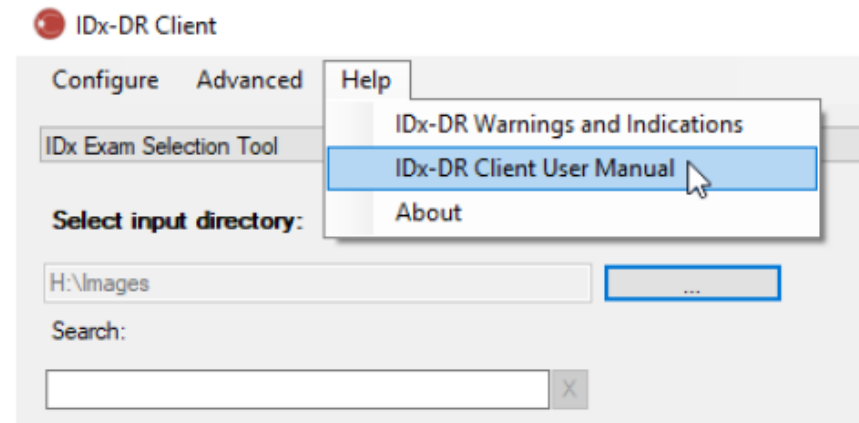 IDx-DR Client
Configure Advanced Help
IDx-DR Warnings and Indications
IDx-DR Client User Manual
About
IDx Exam Selection Tool
Select input directory:
H:\Images
...
Search:
X